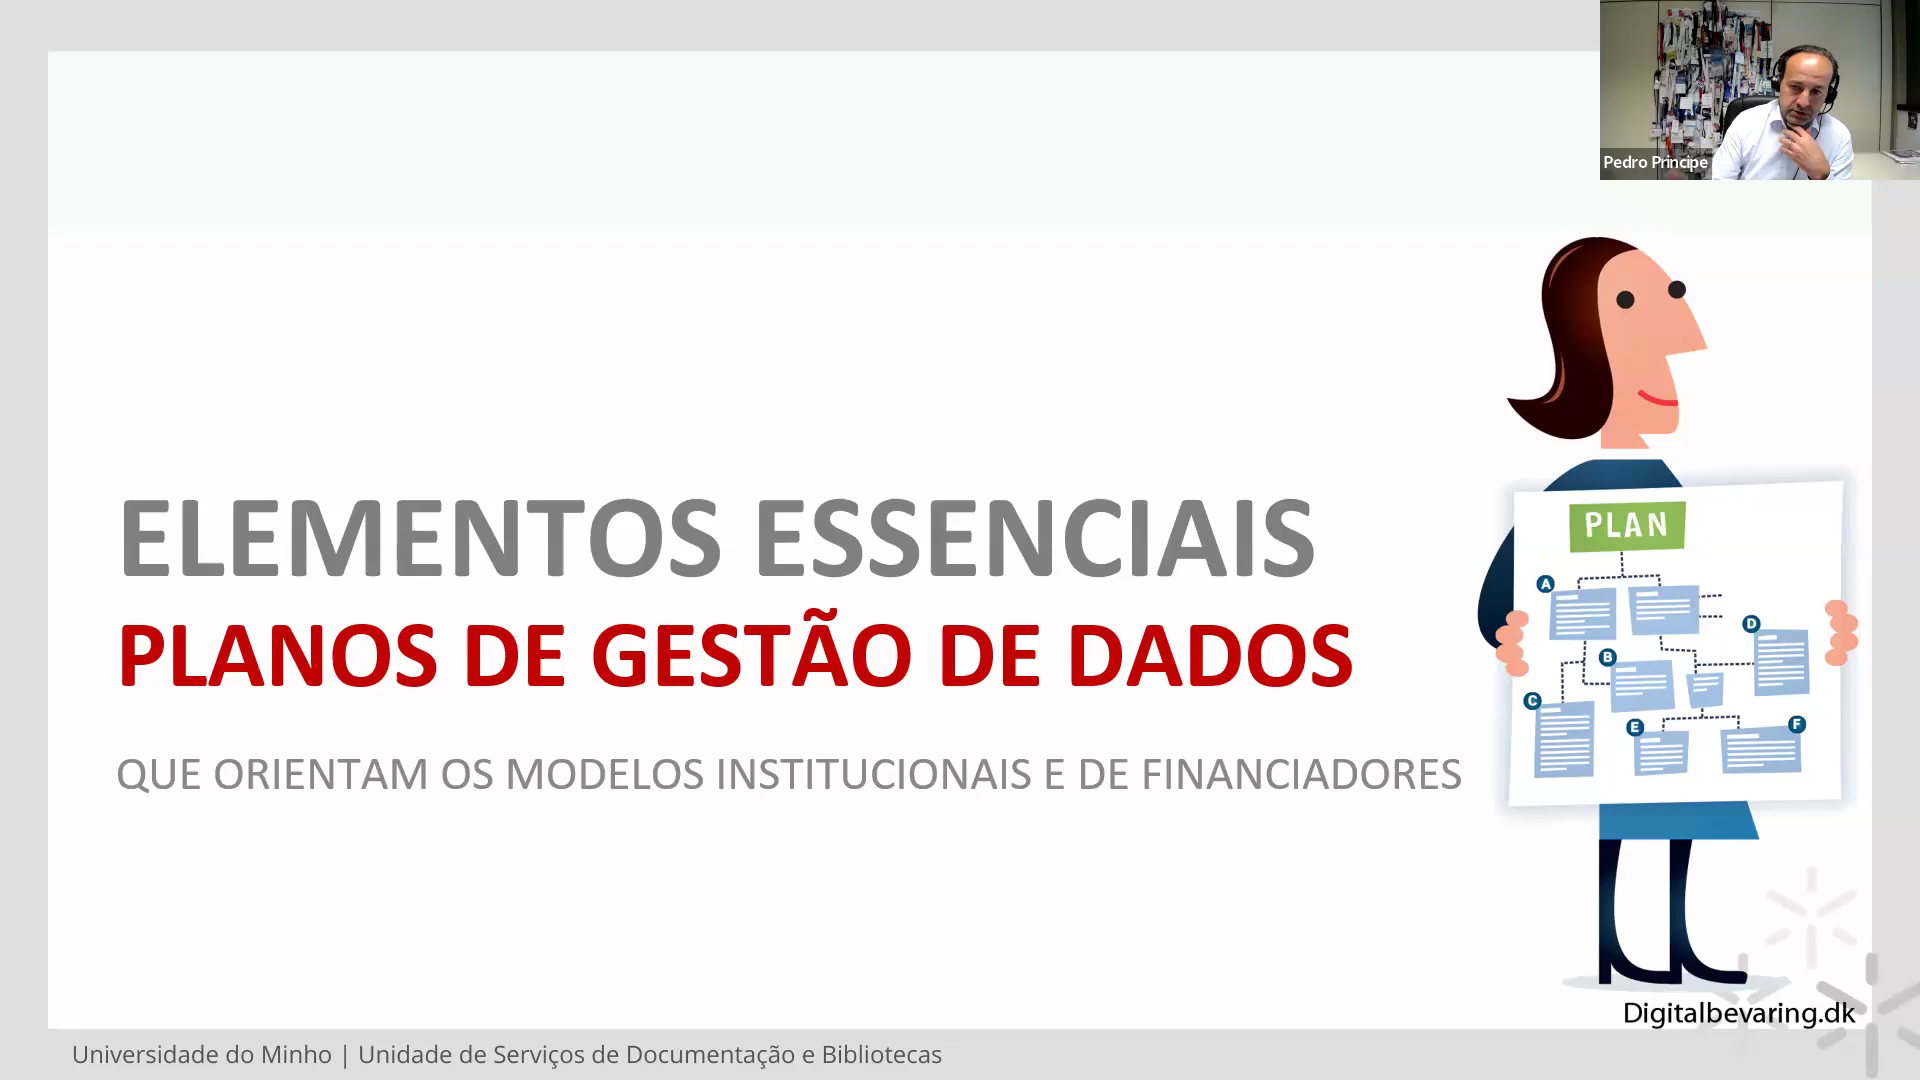 Pedro Principe
ELEMENTOS ESSENCIAIS
PLANOS DE GESTÃO DE DADOS
QUE ORIENTAM OS MODELOS INSTITUCIONAIS E DE FINANCIADORES
PLAN
A
D
B
C
E
F
Digitalbevaring.dk
Universidade do Minho | Unidade de Serviços de Documentação e Bibliotecas